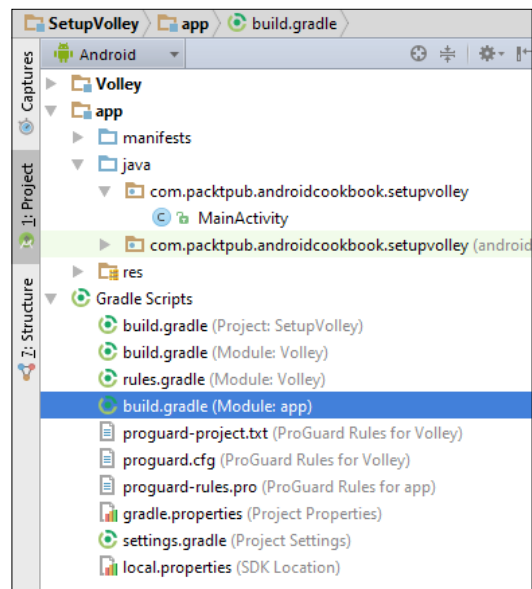 SetupVolley app build.gradle
Android
Captures
1: Project
7: Structure
Volley
app
manifests
java
com.packtpub.androidcookbook.setupvolley
C MainActivity
com.packtpub.androidcookbook.setupvolley (android
res
Gradle Scripts
build.gradle (Project: SetupVolley)
build.gradle (Module: Volley)
rules.gradle (Module: Volley)
build.gradle (Module: app)
proguard-project.txt (ProGuard Rules for Volley)
proguard.cfg (ProGuard Rules for Volley)
proguard-rules.pro (ProGuard Rules for app)
gradle.properties (Project Properties)
settings.gradle (Project Settings)
local.properties (SDK Location)